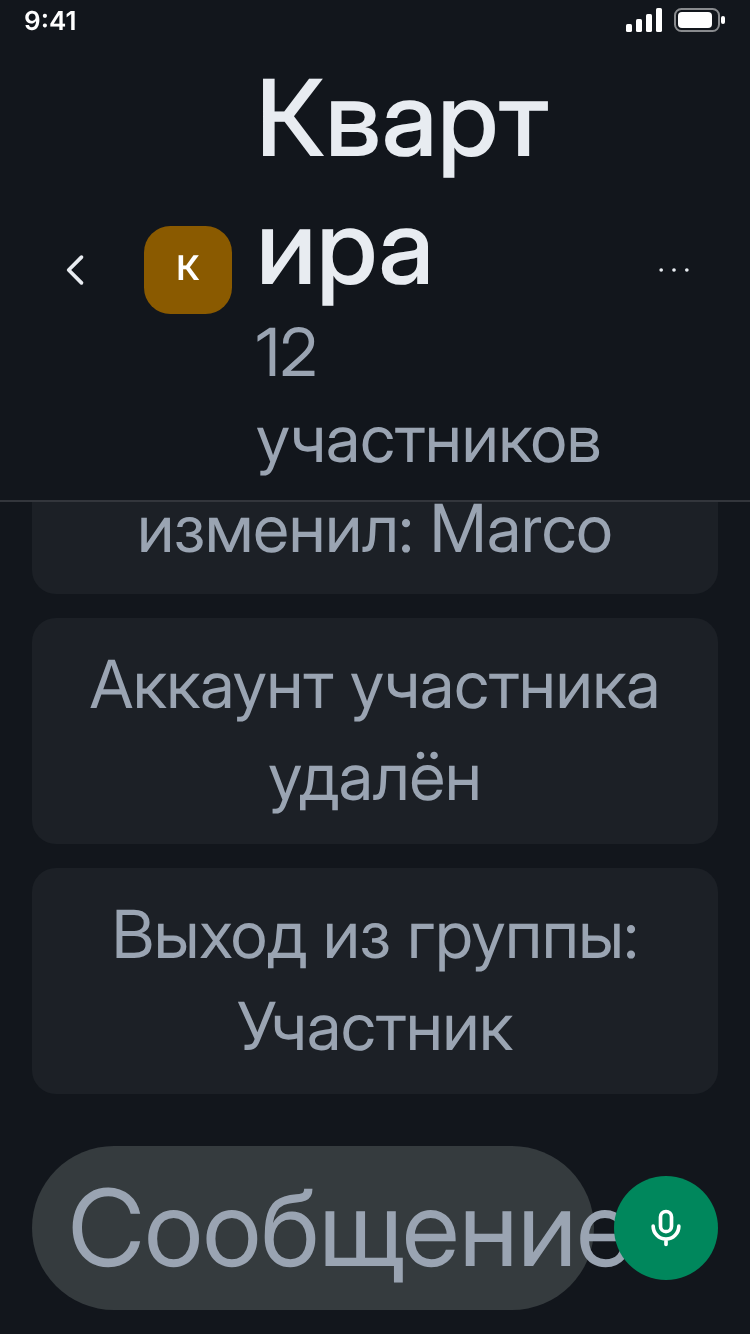 9:41
Кварт
ира
К
12
участников
изменил: Marco
Аккаунт участника
удалён
Выход из группы:
Участник
Сообщение